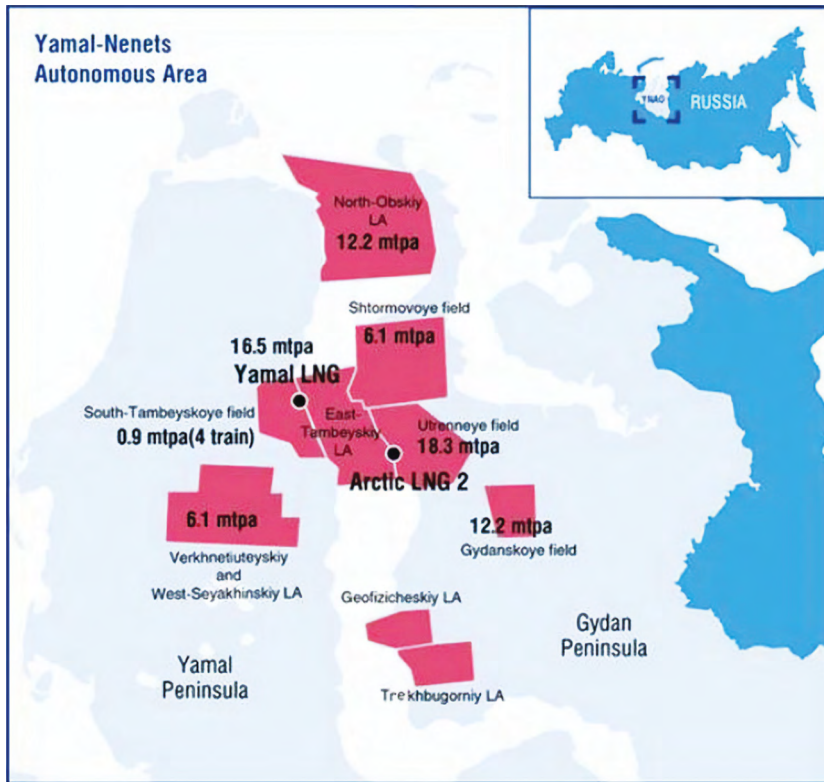 Yamal-Nenets
Autonomous Area
YNAO
RUSSIA
North-Obskiy
LA
12.2 mtpa
Shtormovoye field
6.1 mtpa
16.5 mtpa
Yamal LNG
South-Tambeyskoye field
0.9 mtpa(4 train)
East-
Tambeyskiy
LA
Utrenneye field
18.3 mtpa
Arctic LNG 2
6.1 mtpa
Verkhnetiuteyskiy
and
West-Seyakhinskiy LA
12.2 mtpa
Gydanskoye field
Geofizicheskiy LA
Trekhbugorniy LA
Yamal
Peninsula
Gydan
Peninsula